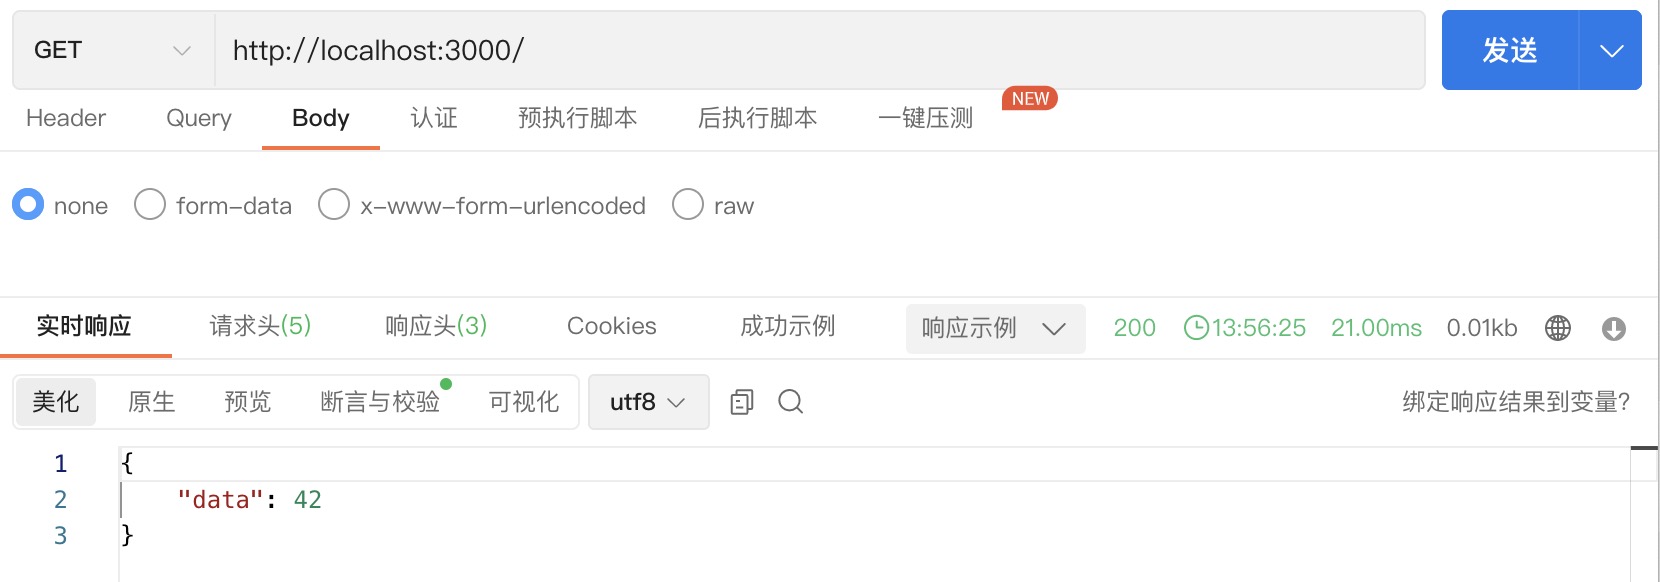 GET http://localhost:3000/ 发送
Header Query Body 认证 预执行脚本 后执行脚本 一键压测 NEW
none form-data x-www-form-urlencoded raw
实时响应 请求头(5) 响应头(3) Cookies 成功示例 响应示例 200 13:56:25 21.00ms 0.01kb
美化 原生 预览 断言与校验 可视化 utf8 绑定响应结果到变量?
1 {
2 "data": 42
3 }